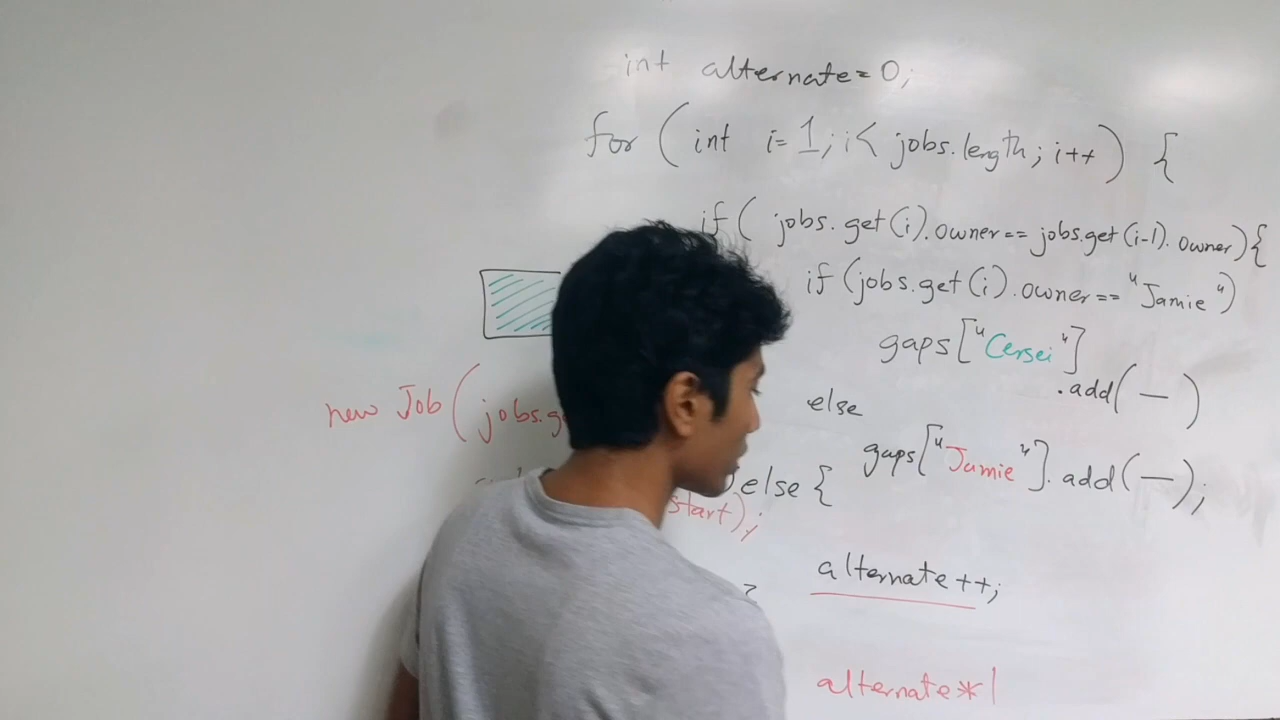 int alternate = 0;
for ( int i = 1; i < jobs.length; i++ ) {
if ( jobs.get(i).owner == jobs.get(i-1).owner){
if (jobs.get(i).owner == "Jamie")
gaps["Cersei"]
.add( — )
new Job ( jobs.g
else
gaps["Jamie"].add( — );
} else {
start);
alternate++;
alternate*1